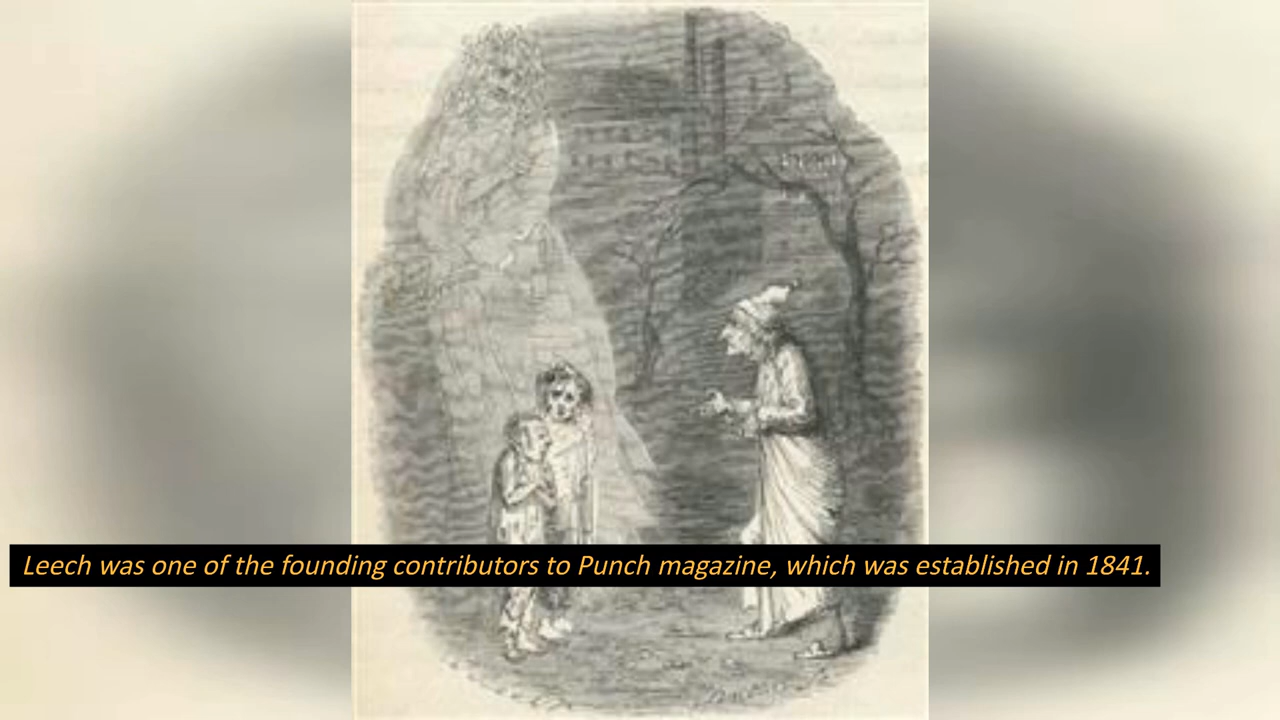 Leech was one of the founding contributors to Punch magazine, which was established in 1841.